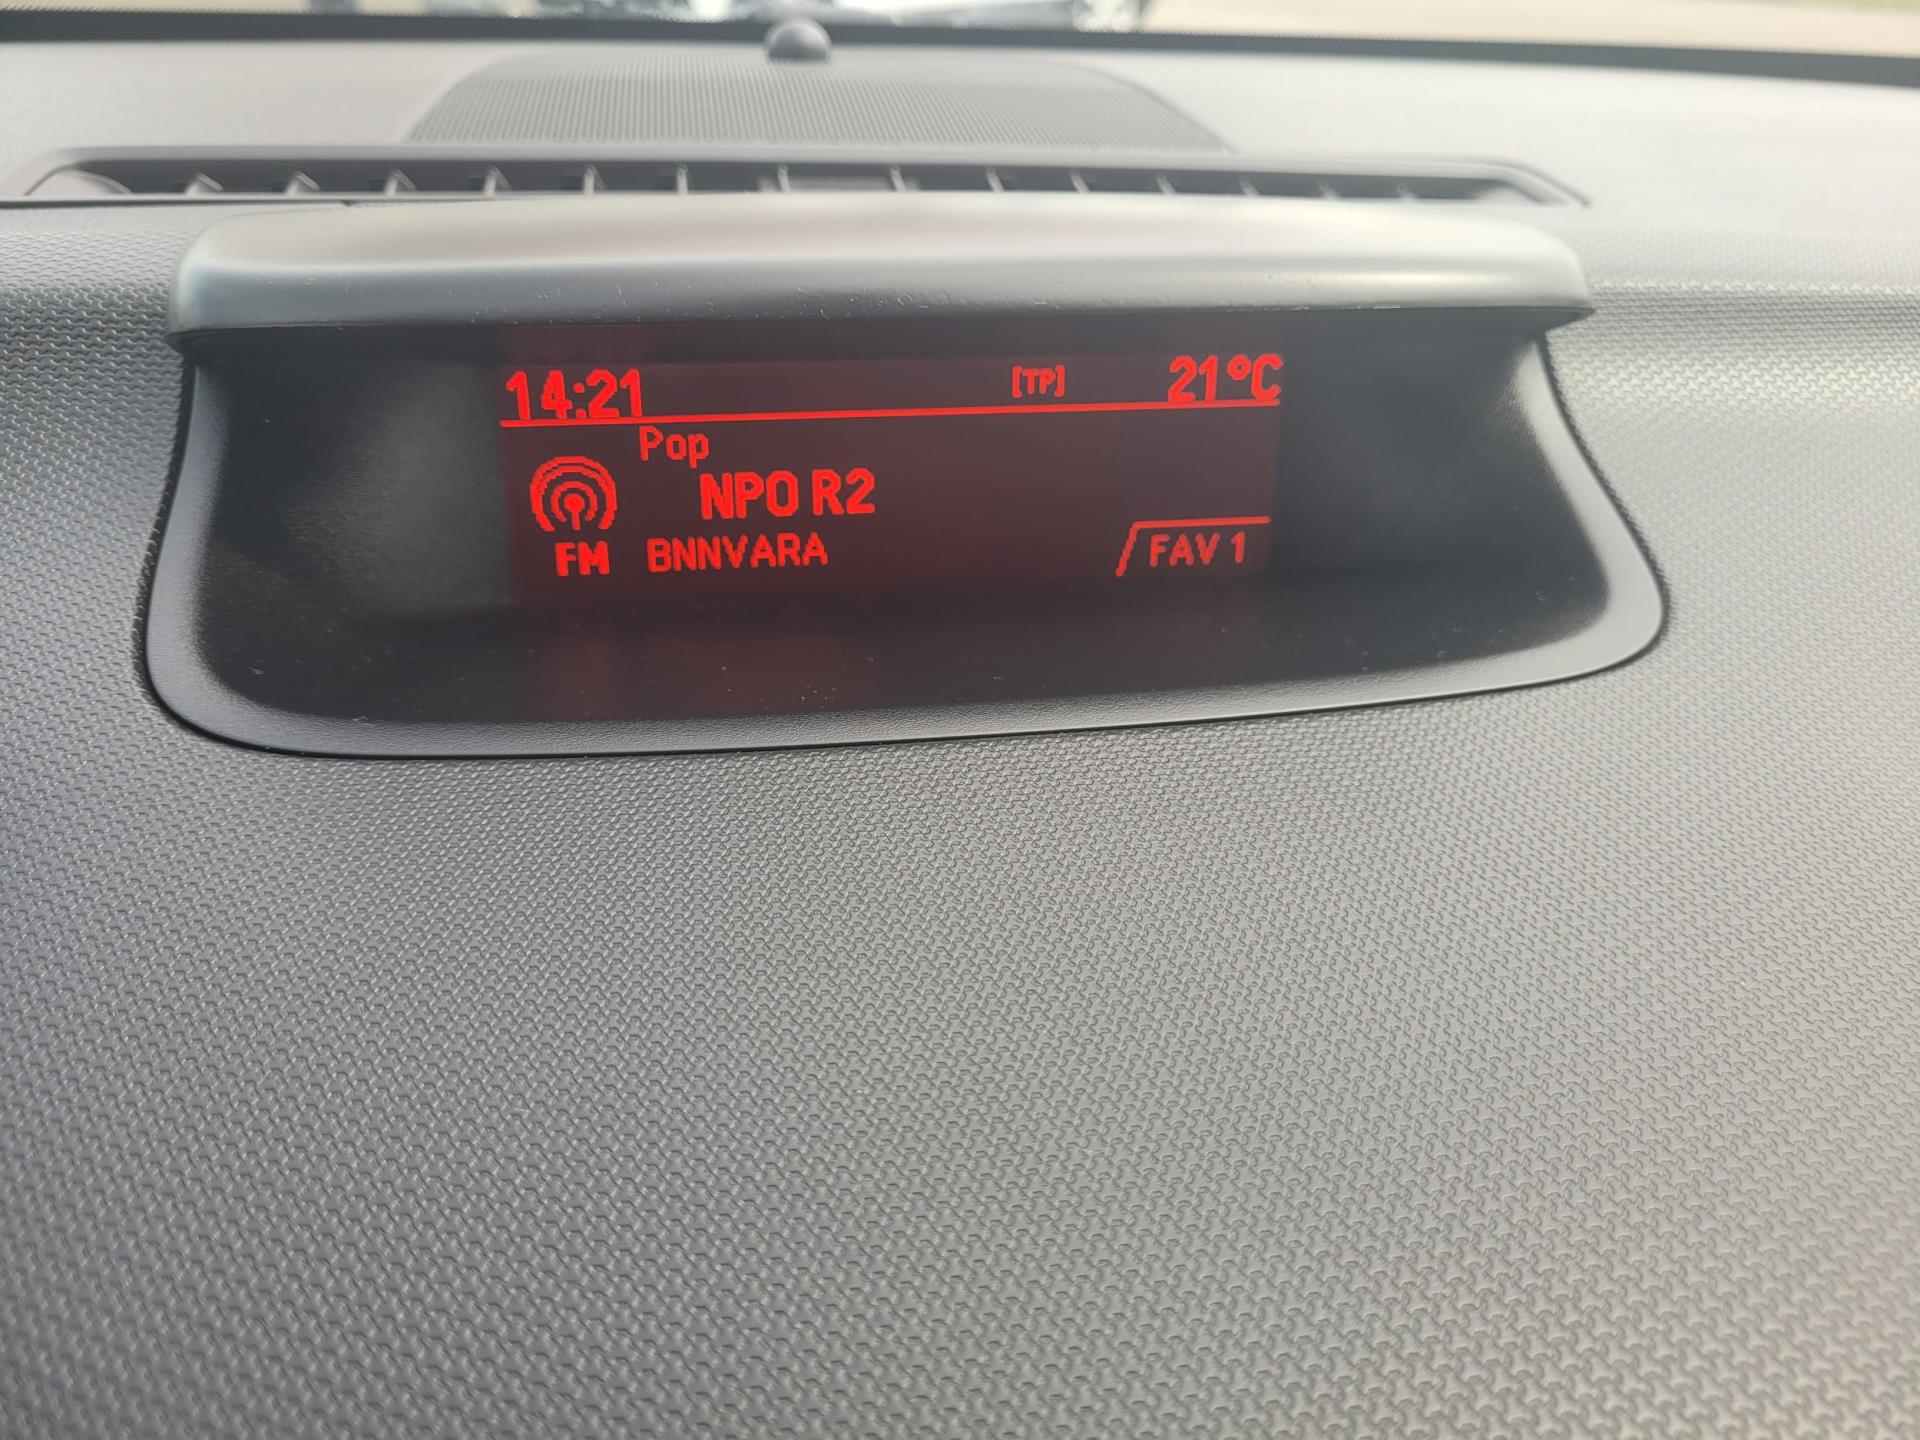 14:21 [TP] 21°C
Pop
NPO R2
FM BNNVARA FAV 1